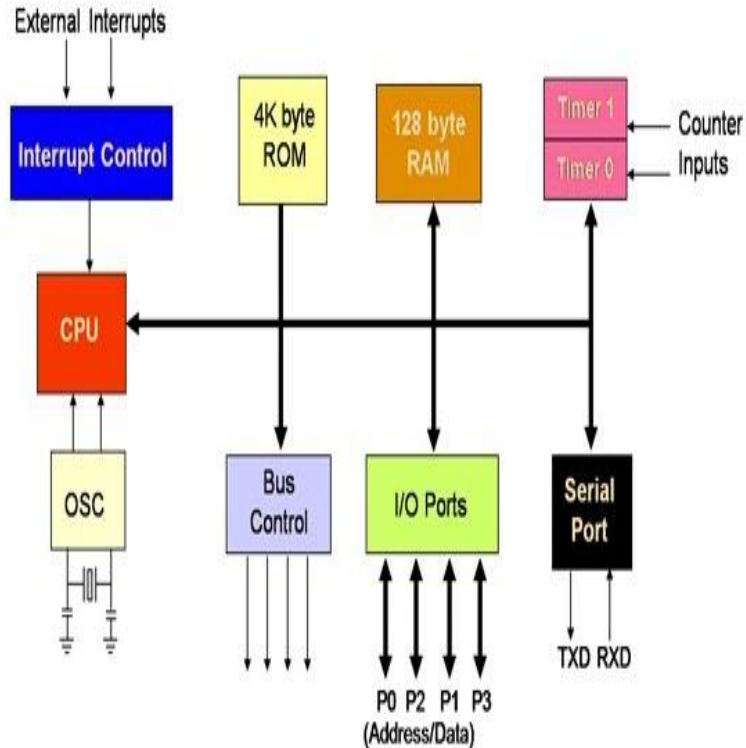 External Interrupts
Interrupt Control
4K byte
ROM
128 byte
RAM
Timer 1
Timer 0
Counter
Inputs
CPU
OSC
Bus
Control
I/O Ports
Serial
Port
TXD RXD
P0 P2 P1 P3
(Address/Data)